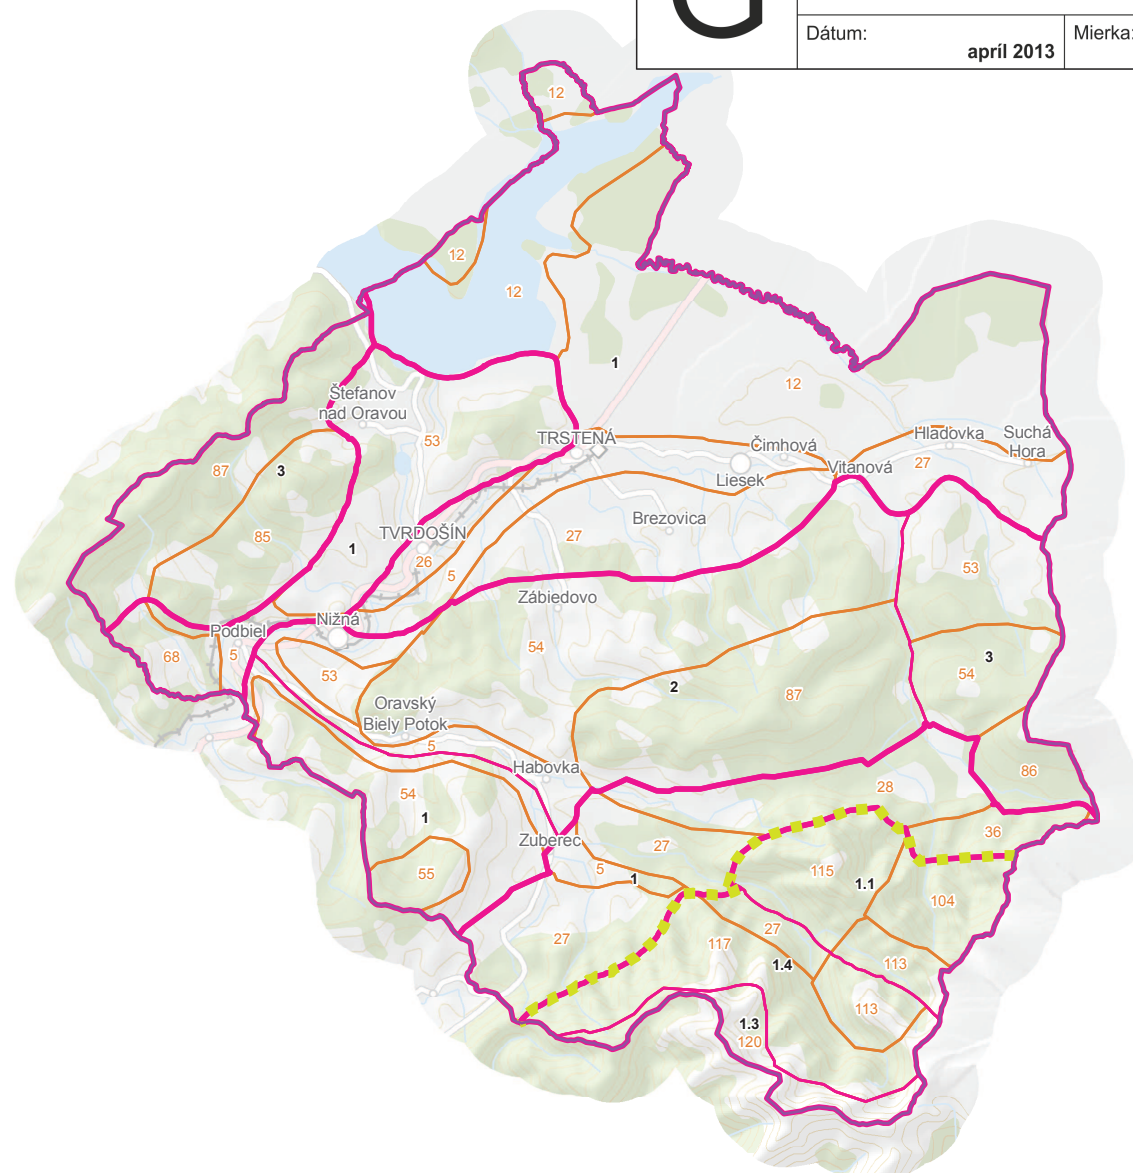 G
Dátum:
Mierka:
apríl 2013
12
12
12
1
Štefanov
nad Oravou
12
53
TRSTENÁ
Čimhová
Hladovka
Suchá
Hora
87
3
Liesek
Vitanová
27
Brezovica
TVRDOŠÍN
85
1
27
26
5
53
Zábiedovo
Nižná
Podbiel
54
68
5
53
3
54
2
87
Oravský
Biely Potok
5
Habovka
86
54
28
1
36
Zuberec
27
55
5
1
115
1.1
104
27
27
117
1.4
113
113
1.3
120